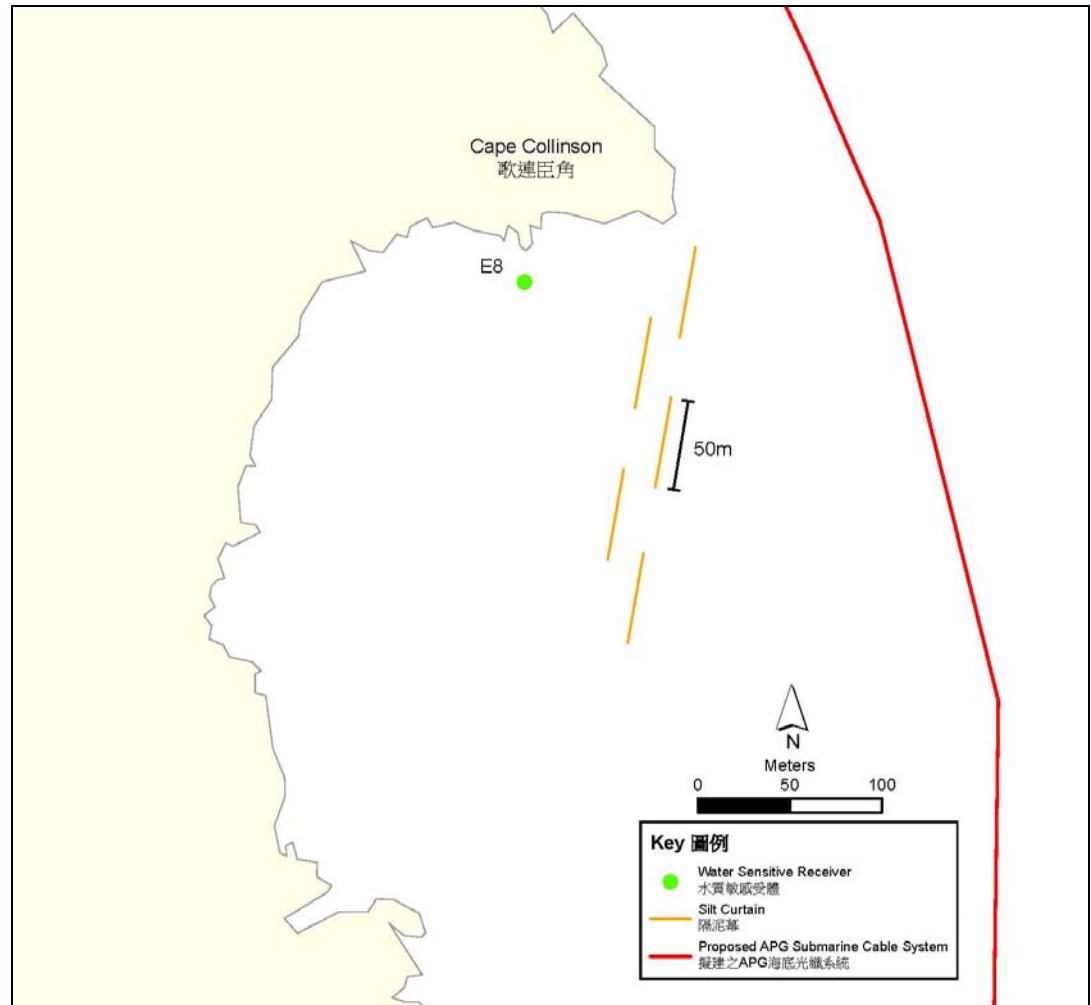 Cape Collinson
歌連臣角
E8
50m
N
Meters
0 50 100
Key 圖例
Water Sensitive Receiver
水質敏感受體
Silt Curtain
隔泥幕
Proposed APG Submarine Cable System
擬建之APG海底光纖系統